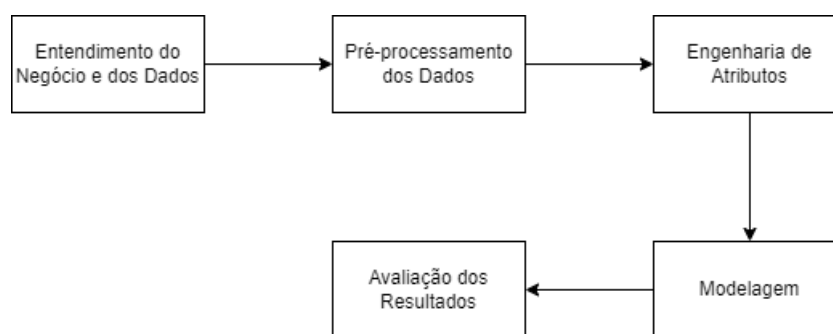 Entendimento do
Negócio e dos Dados
Pré-processamento
dos Dados
Engenharia de
Atributos
Modelagem
Avaliação dos
Resultados